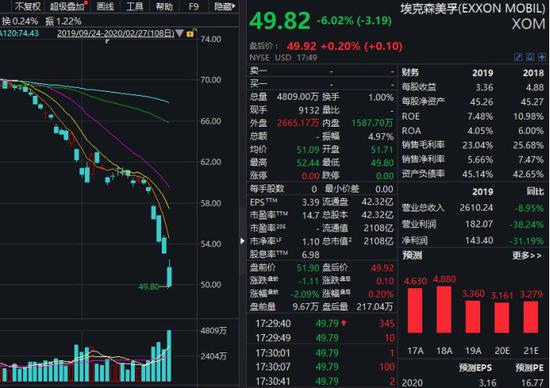 不复权 超级叠加 画线 工具 F9 隐藏
埃克森美孚(EXXON MOBIL)
XOM
49.82 -6.02% (-3.19)
盘后价: 49.92 +0.20% (+0.10)
NYSE USD 17:49
换 0.24% 振 1.22%
A120:74.43 2019/09/24-2020/02/27(108日)
74.00
70.00
66.00
62.00
58.00
54.00
50.00
49.80
4809万
2404万
卖一 -
买一 -
总量 4809.00万 换手 1.00%
现手 9132 量比 -
外盘 2665.17万 内盘 1587.70万
总额 - 振幅 4.97%
均价 51.09 开盘 51.71
最高 52.44 最低 49.80
涨停 0.00 跌停 0.00
每手股数 0 最小价差 0.00
EPS TTM 3.39 流通股 42.32亿
市盈率 TTM 14.7 总股本 42.32亿
市盈率 20E - 流通值 2108亿
市净率 LF 1.10 总市值² 2108亿
股息率 TTM 6.98
盘前价 51.90 盘后价 49.92
涨跌盘前 -1.11 涨跌盘后 0.10
涨幅盘前 -2.09% 涨幅盘后 0.20%
盘前量 9.67万 盘后量 217.04万
17:29:40 49.79 345
17:29:49 49.79 10
17:30:01 49.79 1
17:30:07 49.79 100
17:30:41 49.79 2
财务 2019 2018
每股收益 3.36 4.88
每股净资产 45.26 45.27
ROE 7.48% 10.98%
ROA 4.05% 6.00%
销售毛利率 23.04% 25.68%
销售净利率 5.66% 7.47%
资产负债率 45.14% 42.65%
2019 同比
营业总收入 2610.24 -8.95%
营业利润 182.07 -38.24%
净利润 143.40 -31.19%
预测 更多>>
4.630 4.880 3.360 3.161 3.279
17A 18A 19A 20E 21E
预测EPS 预测PE
2020 3.16 16.77